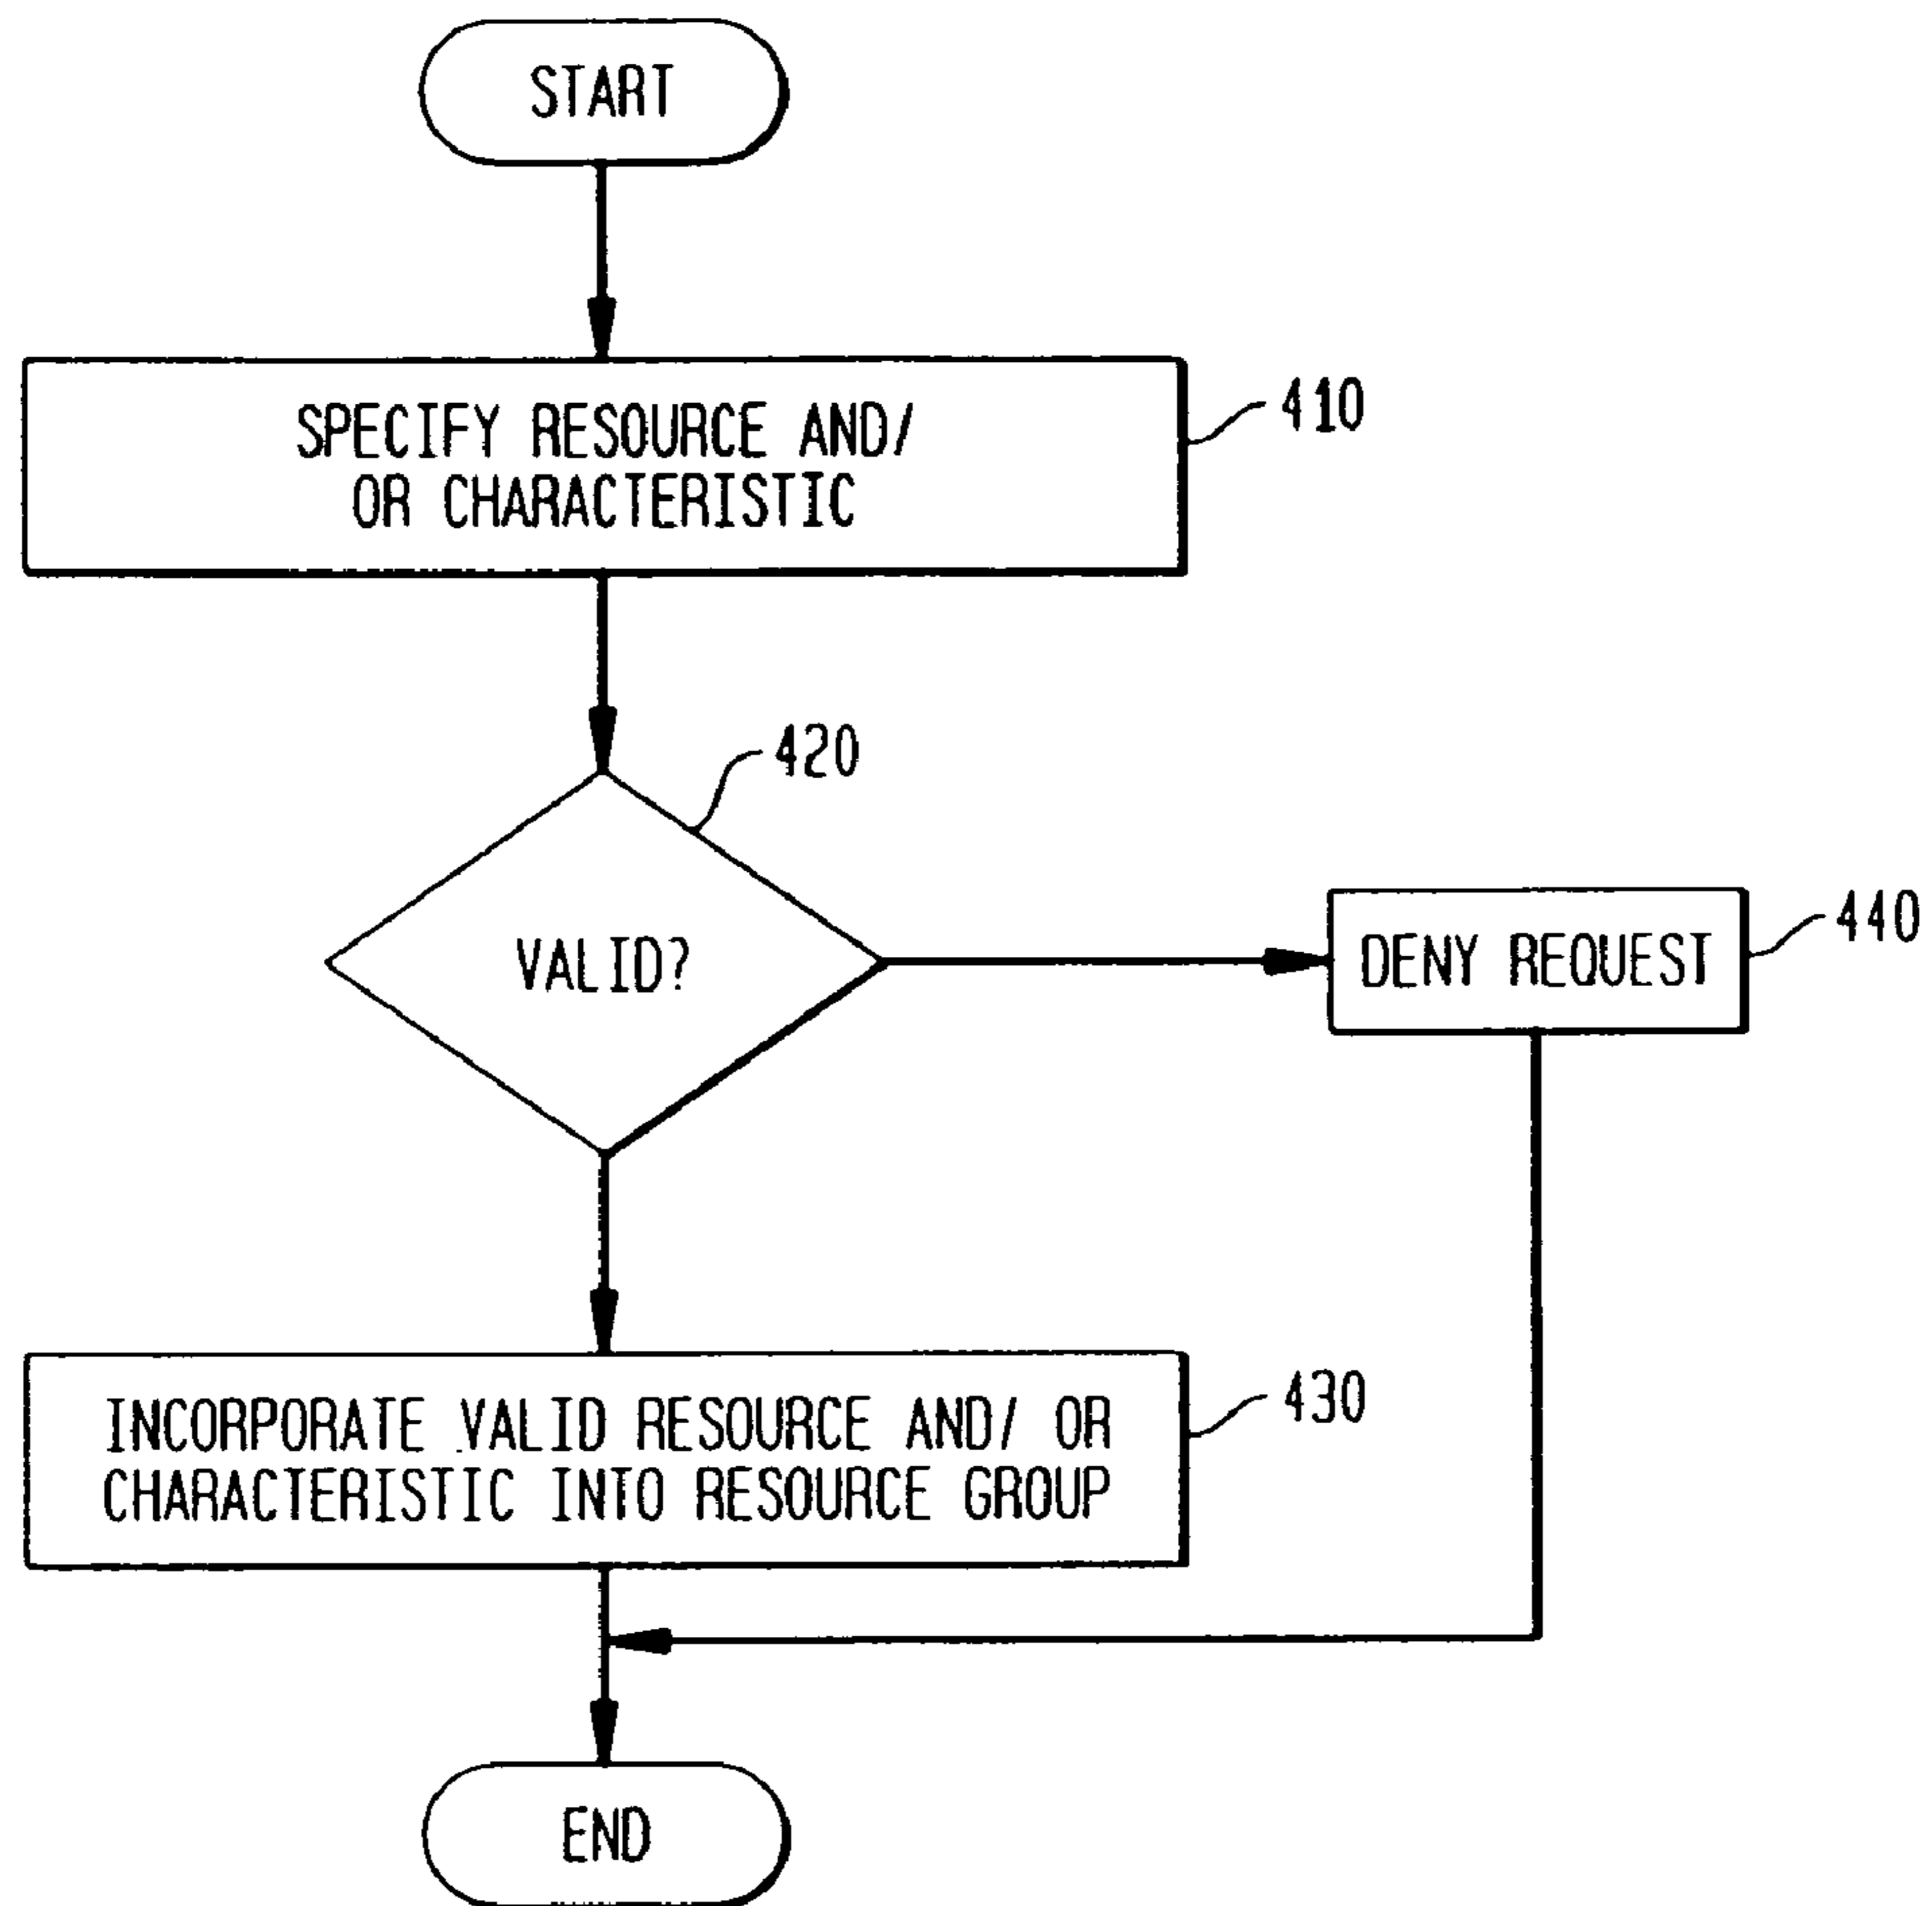 START
SPECIFY RESOURCE AND/
OR CHARACTERISTIC
410
420
VALID?
DENY REQUEST
440
INCORPORATE VALID RESOURCE AND/ OR
CHARACTERISTIC INTO RESOURCE GROUP
430
END